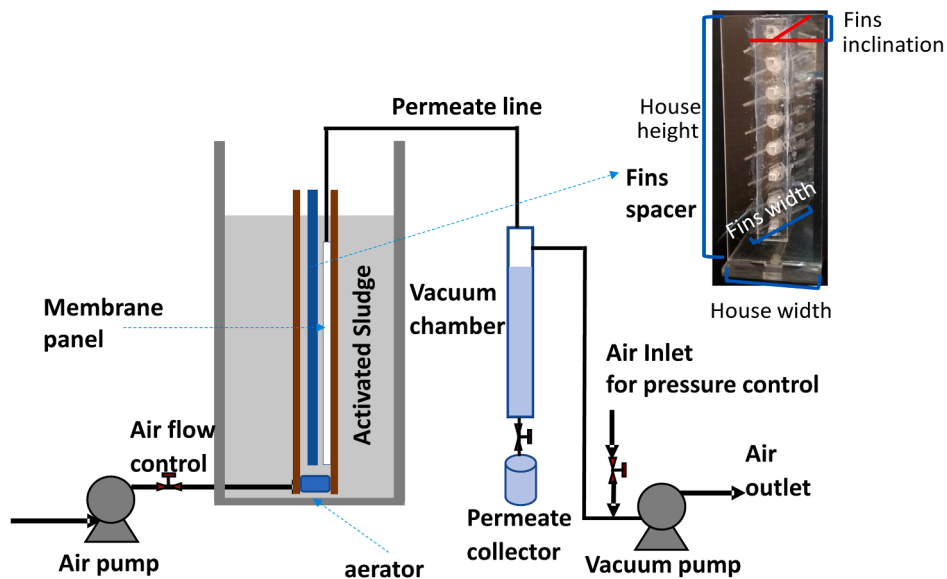 Fins
inclination
Permeate line
House
height
Fins
spacer
Fins width
House width
Membrane
panel
Activated Sludge
Vacuum
chamber
Air Inlet
for pressure control
Air flow
control
Air
outlet
Air pump
aerator
Permeate
collector
Vacuum pump